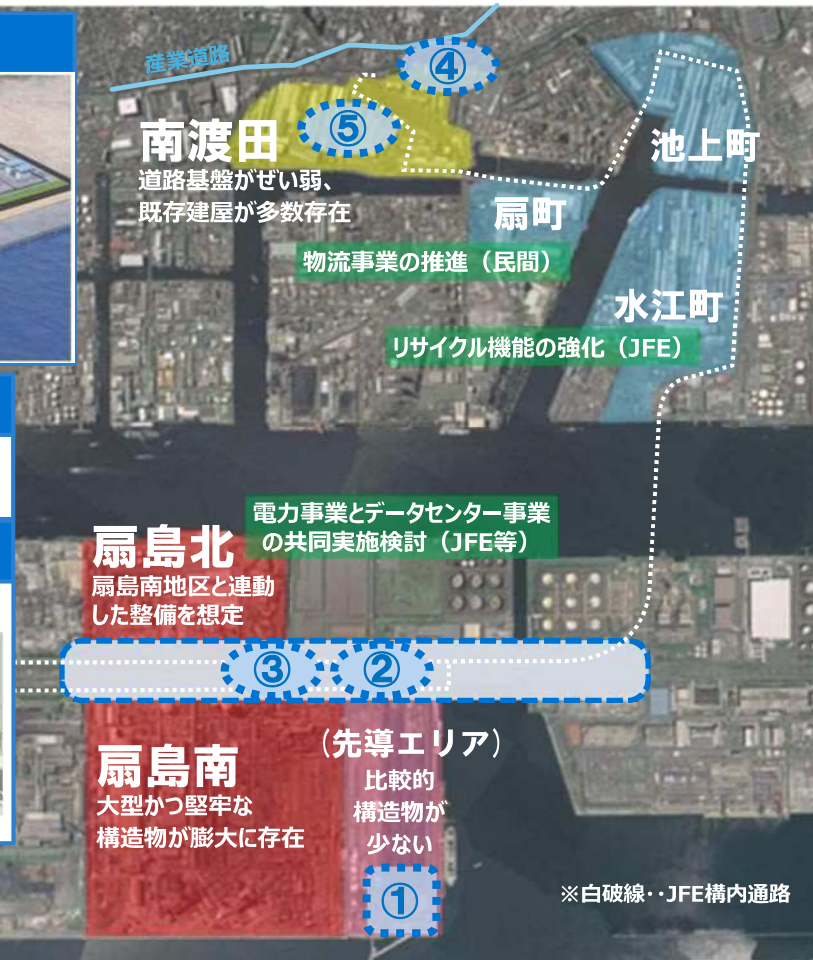 産業道路
④
⑤
南渡田
道路基盤がぜい弱、
既存建屋が多数存在
池上町
扇町
物流事業の推進（民間）
水江町
リサイクル機能の強化（JFE）
電力事業とデータセンター事業
の共同実施検討（JFE等）
扇島北
扇島南地区と連動
した整備を想定
③
②
扇島南
大型かつ堅牢な
構造物が膨大に存在
（先導エリア）
比較的
構造物が
少ない
①
※白破線‥JFE構内通路